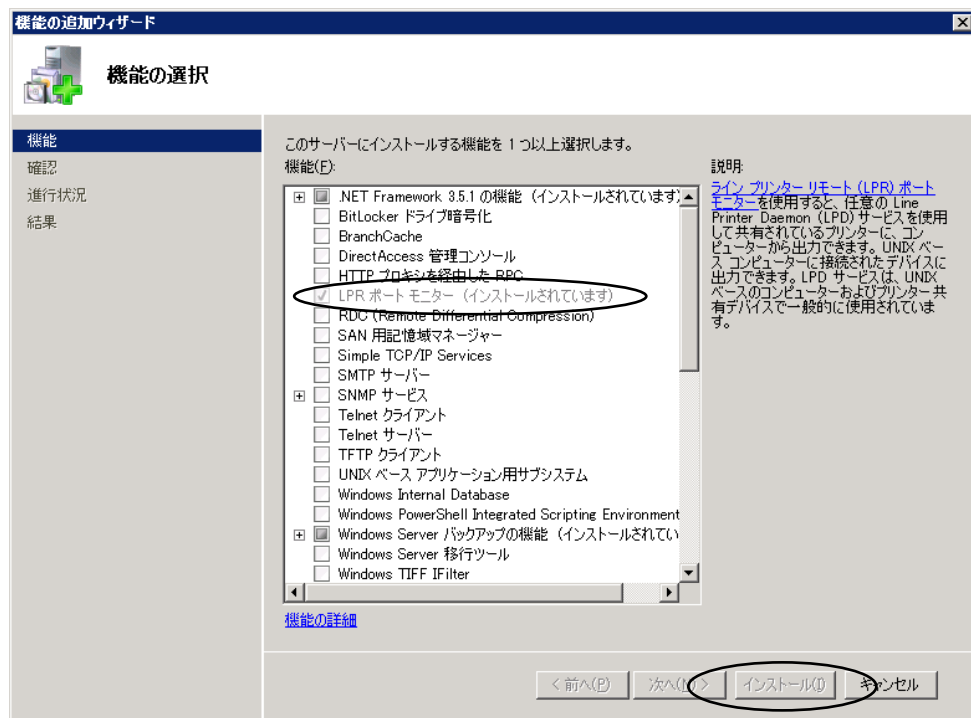 機能の追加ウィザード
機能の選択
機能
確認
進行状況
結果
このサーバーにインストールする機能を 1 つ以上選択します。
機能(F):
.NET Framework 3.5.1 の機能 (インストールされています)
BitLocker ドライブ暗号化
BranchCache
DirectAccess 管理コンソール
HTTP プロキシを経由した RPC
LPR ポート モニター (インストールされています)
RDC (Remote Differential Compression)
SAN 用記憶域マネージャー
Simple TCP/IP Services
SMTP サーバー
SNMP サービス
Telnet クライアント
Telnet サーバー
TFTP クライアント
UNIX ベース アプリケーション用サブシステム
Windows Internal Database
Windows PowerShell Integrated Scripting Environment
Windows Server バックアップの機能 (インストールされてい
Windows Server 移行ツール
Windows TIFF IFilter
機能の詳細
説明:
ライン プリンター リモート (LPR) ポート
モニターを使用すると、任意の Line
Printer Daemon (LPD) サービスを使用
して共有されているプリンターに、コン
ピューターから出力できます。UNIX ベー
ス コンピューターに接続されたデバイスに
出力できます。LPD サービスは、UNIX
ベースのコンピューターおよびプリンター共
有デバイスで一般的に使用されていま
す。
< 前へ(P)
次へ(N) >
インストール(I)
キャンセル